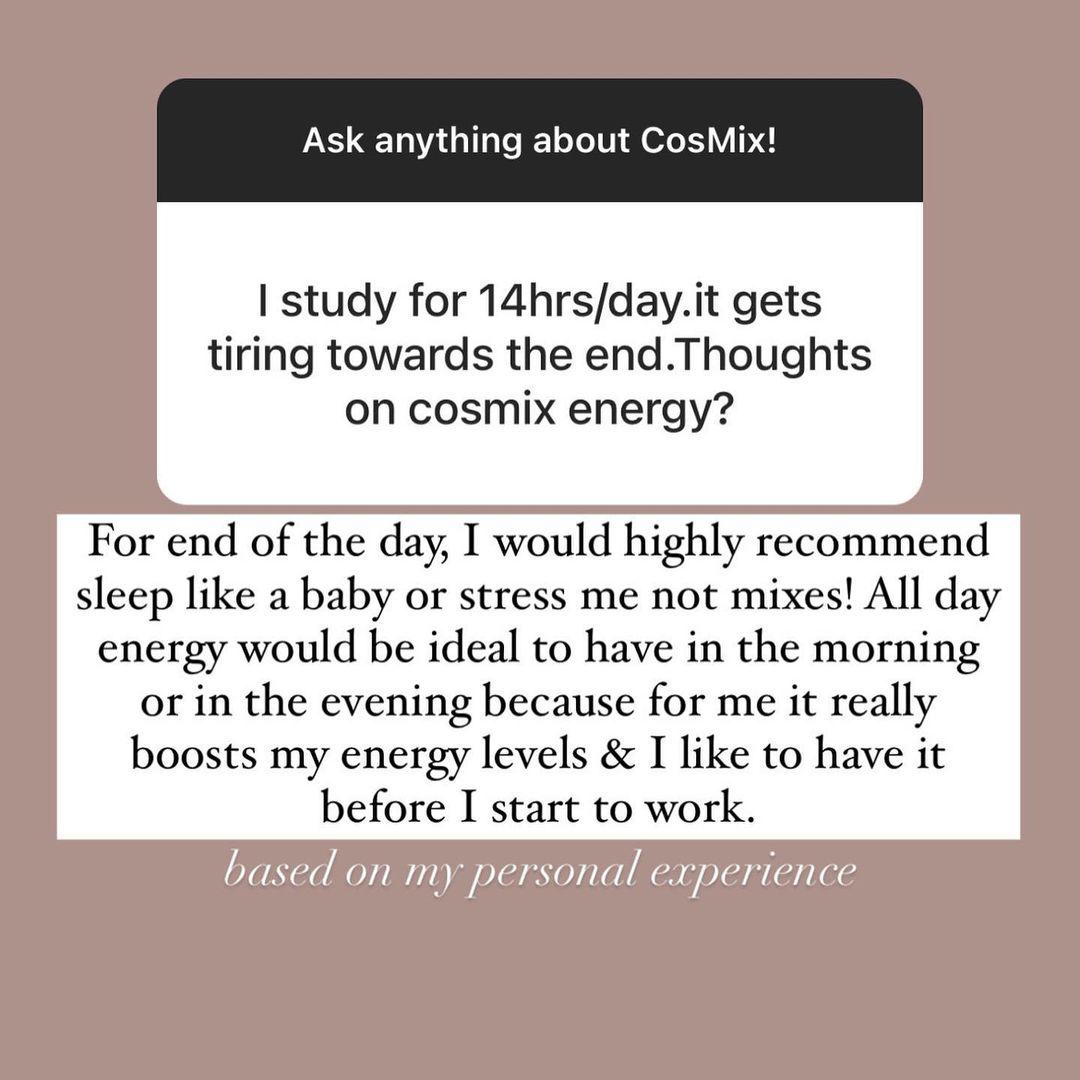 Ask anything about CosMix!
I study for 14hrs/day.it gets
tiring towards the end.Thoughts
on cosmix energy?
For end of the day, I would highly recommend
sleep like a baby or stress me not mixes! All day
energy would be ideal to have in the morning
or in the evening because for me it really
boosts my energy levels & I like to have it
before I start to work.
based on my personal experience